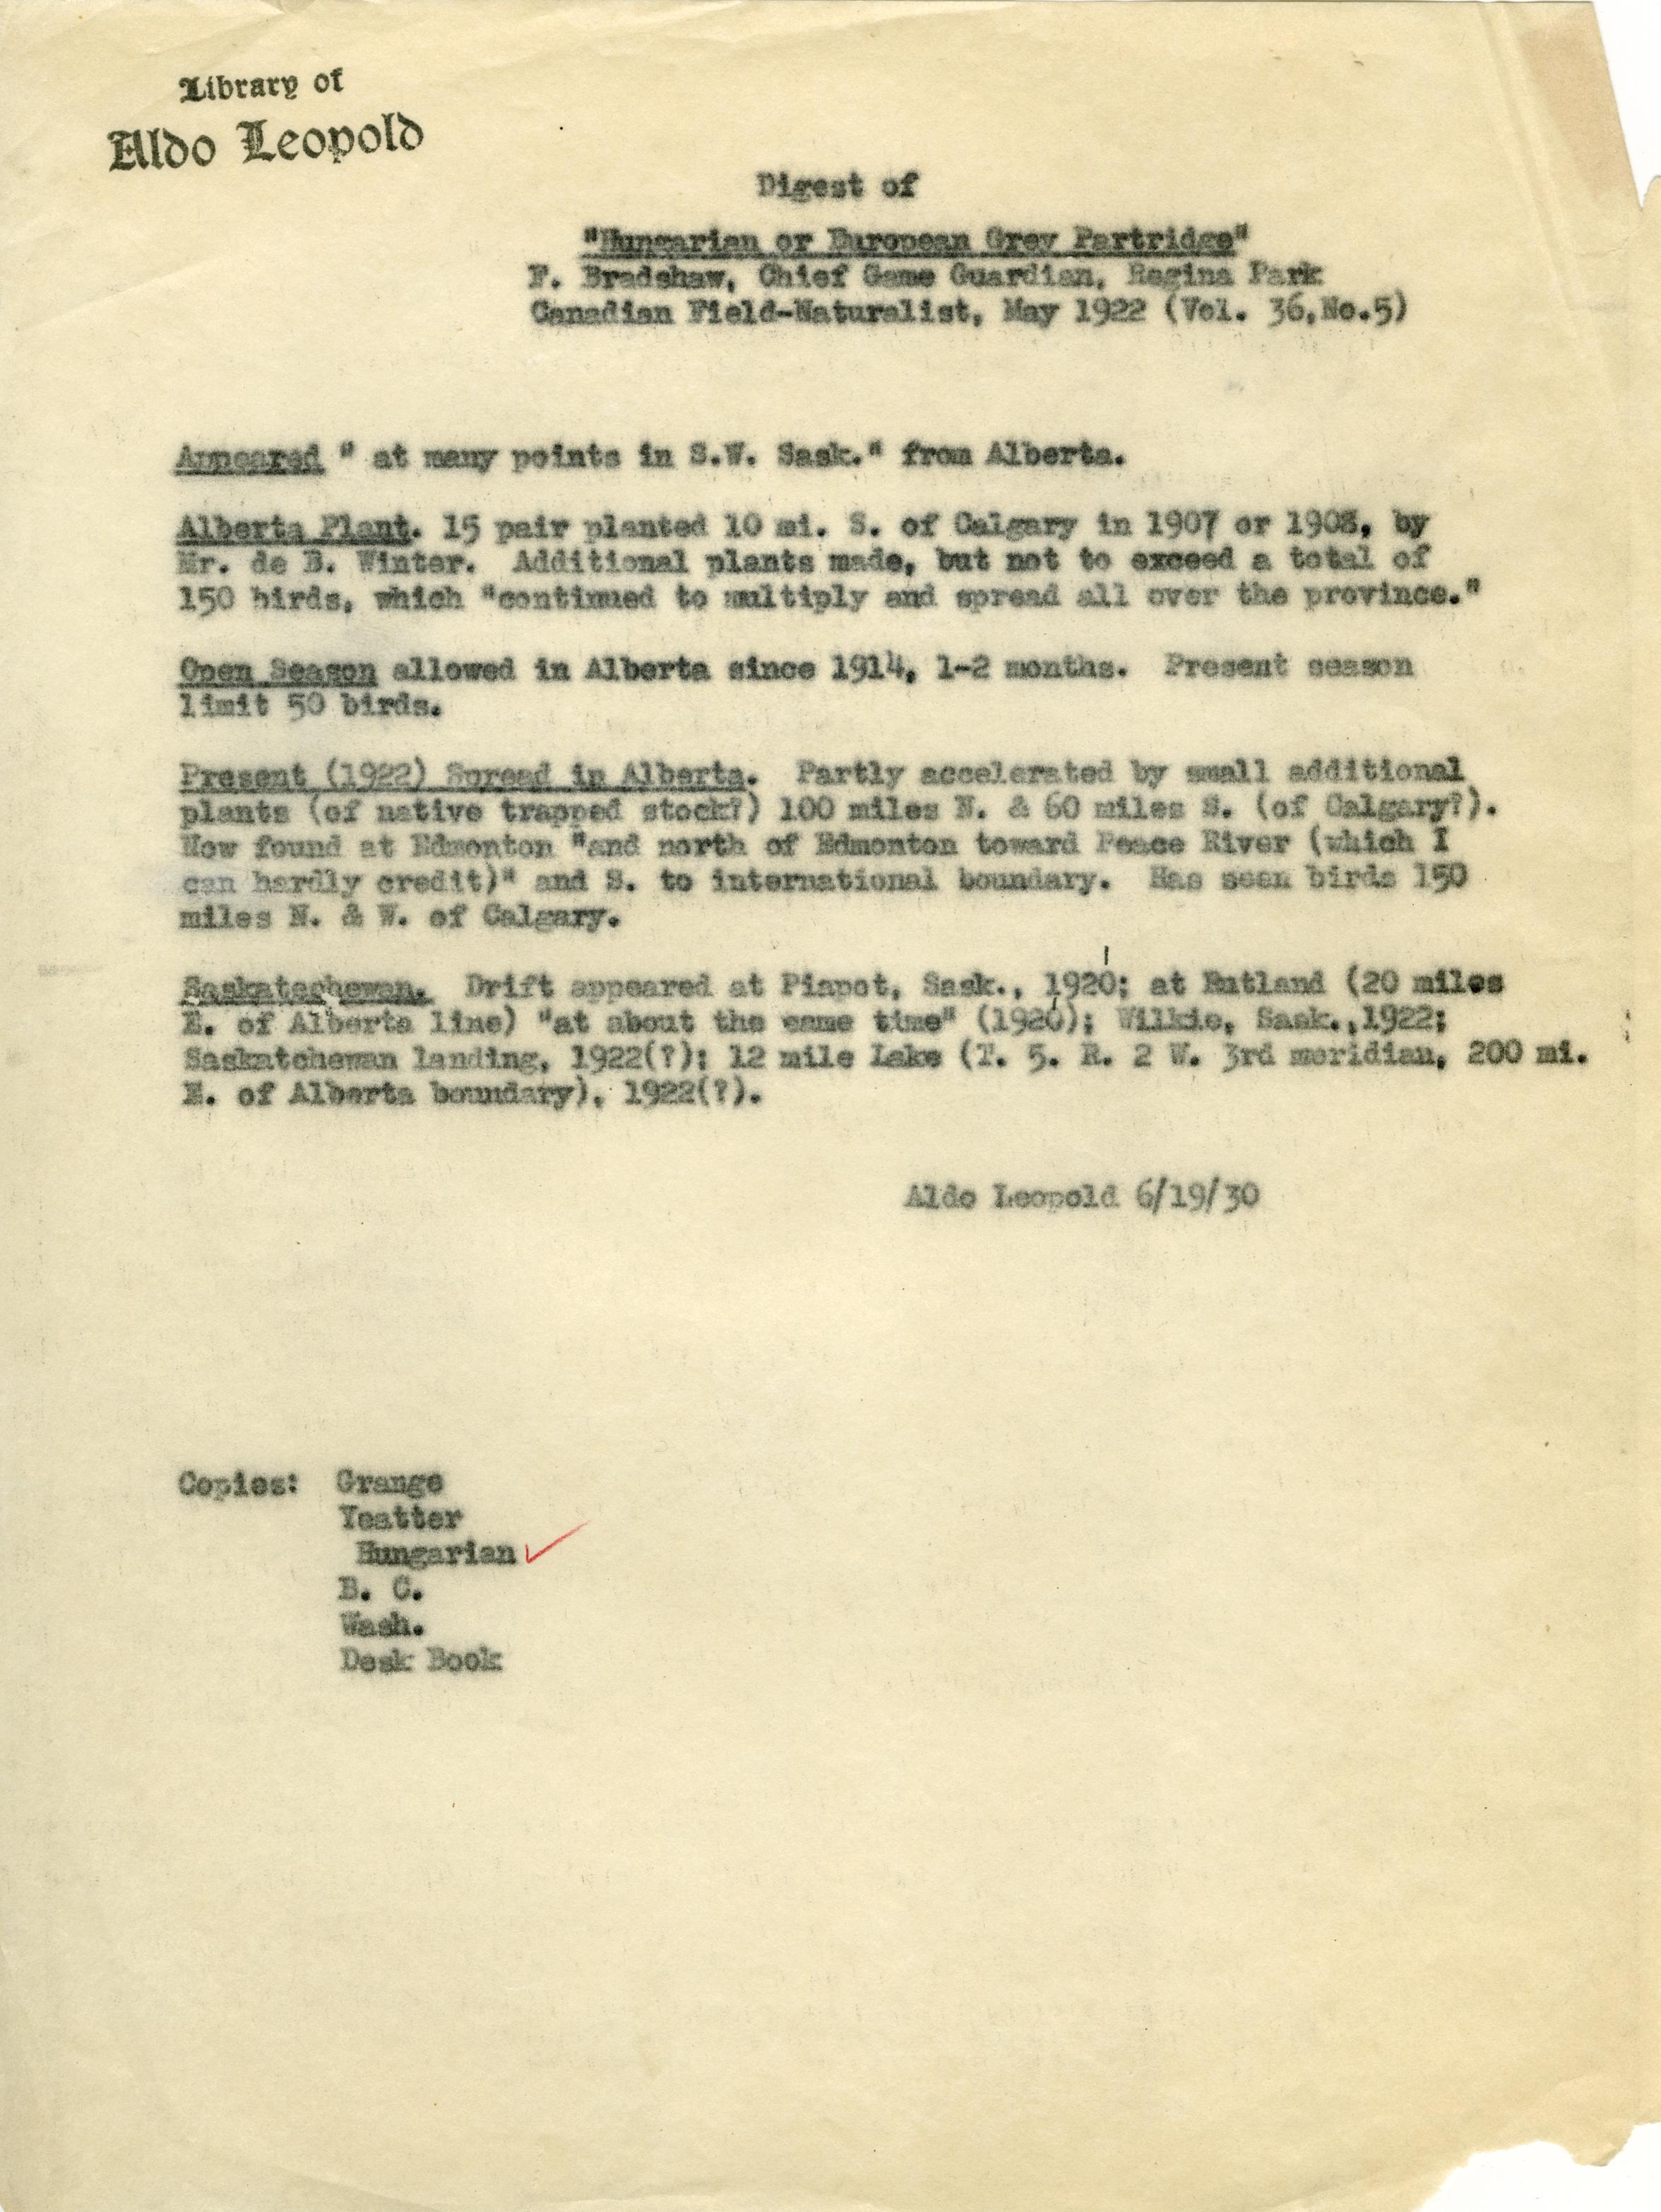 Library of
Aldo Leopold
Digest of
"Hungarian or European Grey Partridge"
F. Bradshaw, Chief Game Guardian, Regina Park
Canadian Field-Naturalist, May 1922 (Vol. 36,No.5)
Appeared " at many points in S.W. Sask." from Alberta.
Alberta Plant. 15 pair planted 10 mi. S. of Calgary in 1907 or 1908, by
Mr. de B. Winter. Additional plants made, but not to exceed a total of
150 birds, which "continued to multiply and spread all over the province."
Open Season allowed in Alberta since 1914, 1-2 months. Present season
limit 50 birds.
Present (1922) Spread in Alberta. Partly accelerated by small additional
plants (of native trapped stock?) 100 miles N. & 60 miles S. (of Calgary?).
Now found at Edmonton "and north of Edmonton toward Peace River (which I
can hardly credit)" and S. to international boundary. Has seen birds 150
miles N. & W. of Calgary.
Saskatchewan. Drift appeared at Piapot, Sask., 1920; at Rutland (20 miles
E. of Alberta line) "at about the same time" (1920); Wilkie, Sask.,1922;
Saskatchewan landing, 1922(?); 12 mile Lake (T. 5. R. 2 W. 3rd meridian, 200 mi.
E. of Alberta boundary), 1922(?).
Aldo Leopold 6/19/30
Copies: Grange
Yeatter
Hungarian ✓
B. C.
Wash.
Desk Book